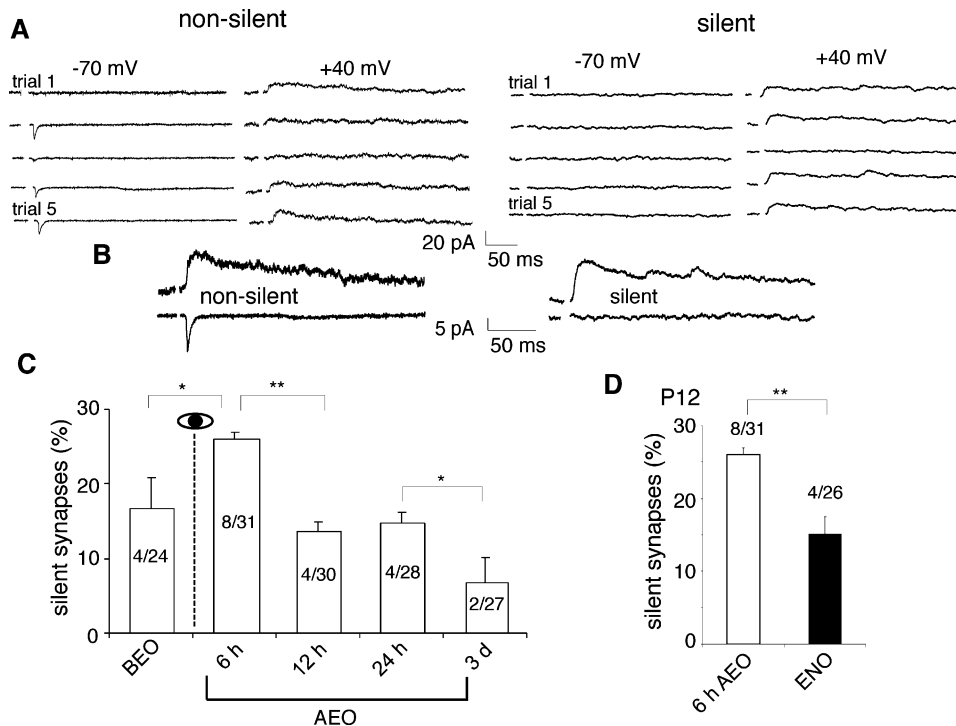 A
non-silent
silent
-70 mV
+40 mV
-70 mV
+40 mV
trial 1
trial 1
trial 5
trial 5
20 pA
50 ms
B
non-silent
silent
5 pA
50 ms
C
*
**
*
silent synapses (%)
30
20
10
0
4/24
8/31
4/30
4/28
2/27
BEO
6 h
12 h
24 h
3 d
AEO
D
P12
**
silent synapses (%)
30
20
10
0
8/31
4/26
6 h AEO
ENO